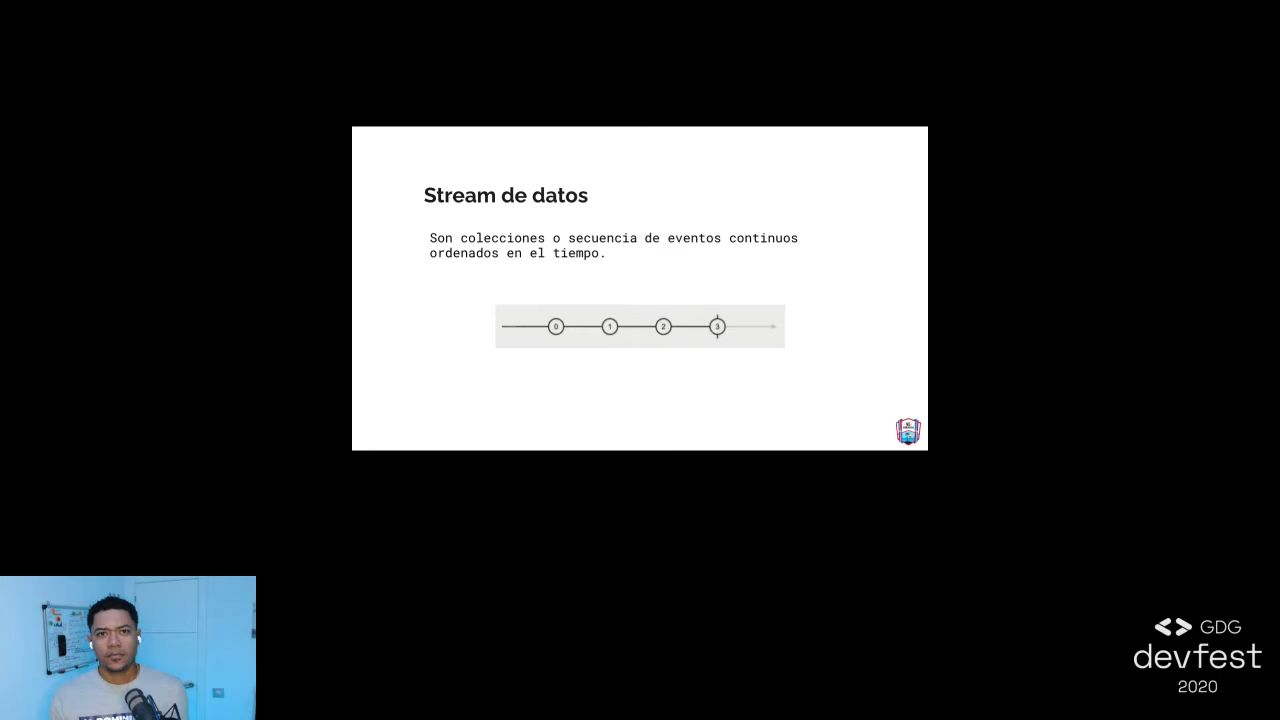 Stream de datos
Son colecciones o secuencia de eventos continuos
ordenados en el tiempo.
0 1 2 3
GDG
devfest
2020